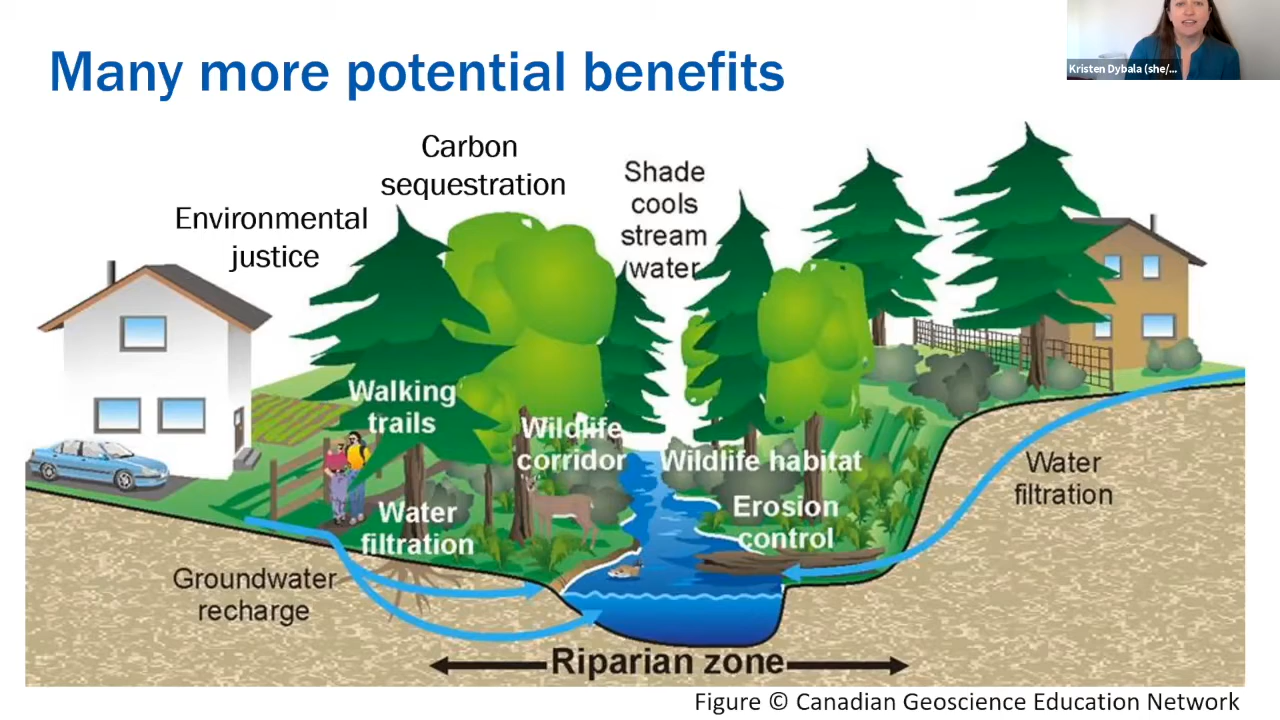 Many more potential benefits
Kristen Dybala (she/...
Carbon
sequestration
Shade
cools
stream
water
Environmental
justice
Walking
trails
Wildlife
corridor
Wildlife habitat
Water
filtration
Erosion
control
Water
filtration
Groundwater
recharge
Riparian zone
Figure © Canadian Geoscience Education Network